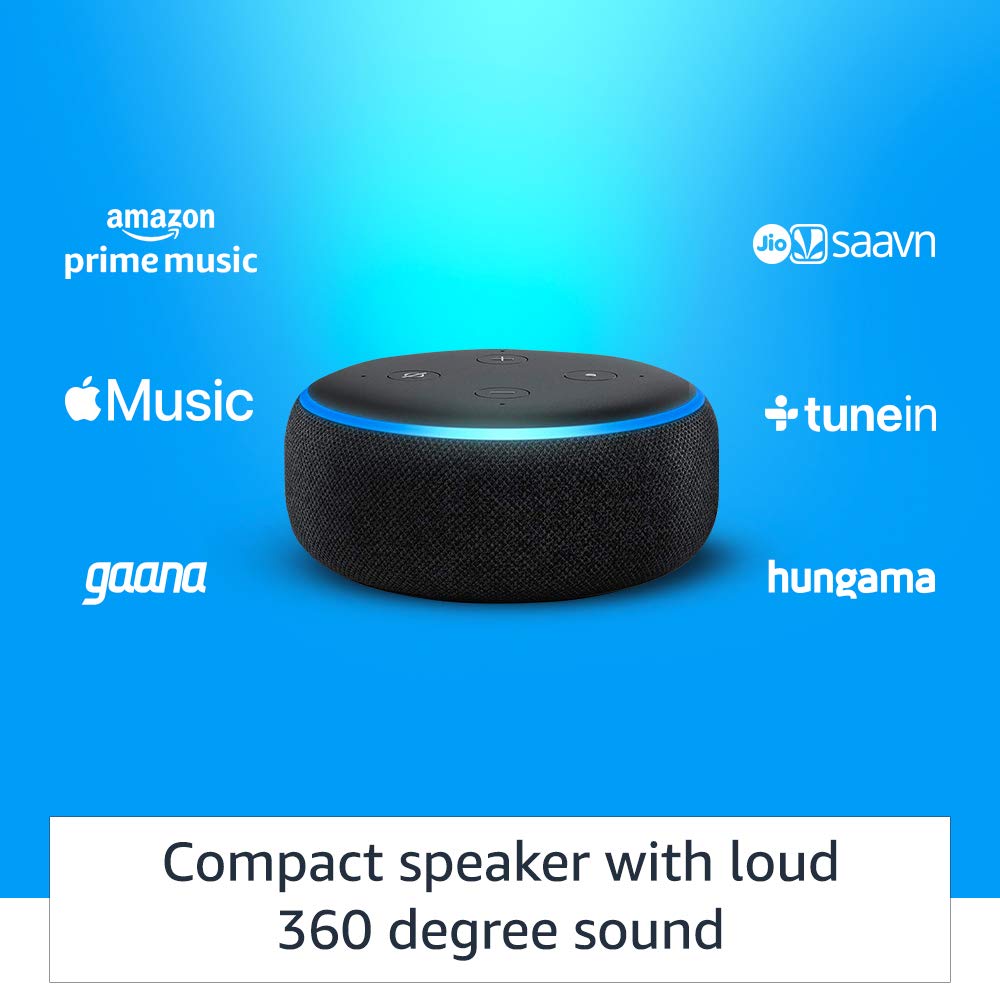 amazon
prime music
Music
gaana
Jio saavn
tunein
hungama
Compact speaker with loud
360 degree sound